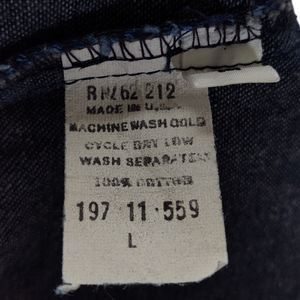 RN 62 212
MADE IN U.S.A.
MACHINE WASH COLD
CYCLE DRY LOW
WASH SEPARATELY
100% COTTON
197 11 559
L